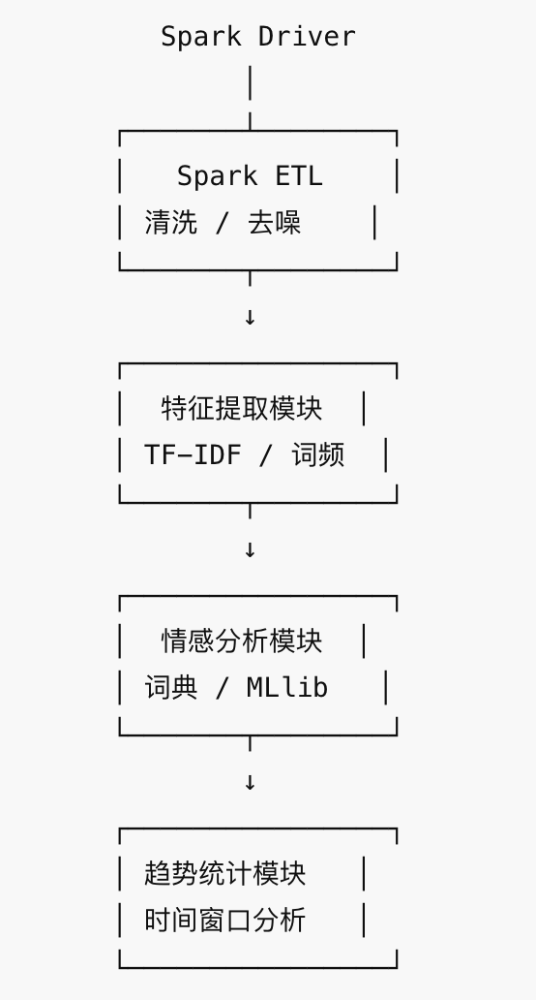 Spark Driver
Spark ETL
清洗 / 去噪
↓
特征提取模块
TF-IDF / 词频
↓
情感分析模块
词典 / MLlib
↓
趋势统计模块
时间窗口分析